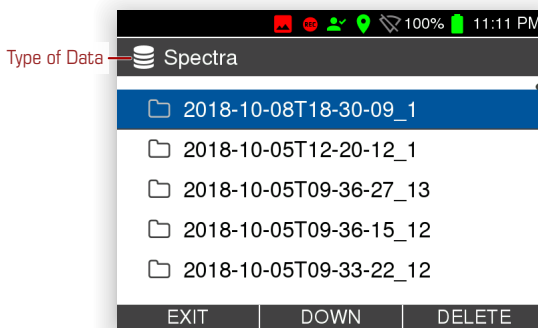 REC 100% 11:11 PM
Type of Data
Spectra
2018-10-08T18-30-09_1
2018-10-05T12-20-12_1
2018-10-05T09-36-27_13
2018-10-05T09-36-15_12
2018-10-05T09-33-22_12
EXIT DOWN DELETE